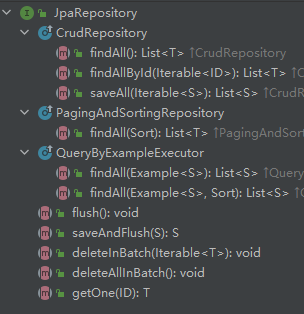 JpaRepository
CrudRepository
findAll(): List<T> ↑CrudRepository
findAllById(Iterable<ID>): List<T> ↑C
saveAll(Iterable<S>): List<S> ↑CrudR
PagingAndSortingRepository
findAll(Sort): List<T> ↑PagingAndSort
QueryByExampleExecutor
findAll(Example<S>): List<S> ↑Query
findAll(Example<S>, Sort): List<S> ↑Q
flush(): void
saveAndFlush(S): S
deleteInBatch(Iterable<T>): void
deleteAllInBatch(): void
getOne(ID): T